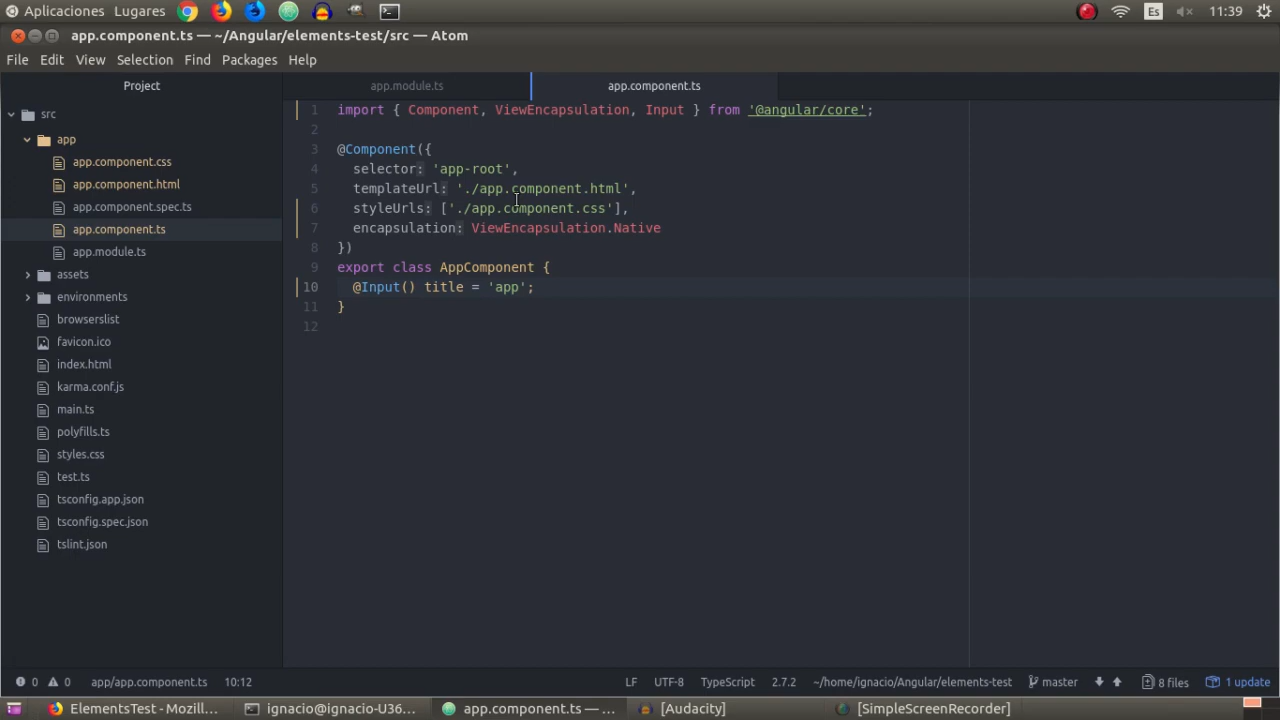 Aplicaciones Lugares Es 11:39
app.component.ts — ~/Angular/elements-test/src — Atom
File Edit View Selection Find Packages Help
Project
src
app
app.component.css
app.component.html
app.component.spec.ts
app.component.ts
app.module.ts
assets
environments
browserslist
favicon.ico
index.html
karma.conf.js
main.ts
polyfills.ts
styles.css
test.ts
tsconfig.app.json
tsconfig.spec.json
tslint.json
app.module.ts app.component.ts
1 import { Component, ViewEncapsulation, Input } from '@angular/core';
2
3 @Component({
4 selector: 'app-root',
5 templateUrl: './app.component.html',
6 styleUrls: ['./app.component.css'],
7 encapsulation: ViewEncapsulation.Native
8 })
9 export class AppComponent {
10 @Input() title = 'app';
11 }
12
0 0 app/app.component.ts 10:12 LF UTF-8 TypeScript 2.7.2 ~/home/ignacio/Angular/elements-test master 8 files 1 update
ElementsTest - Mozill... ignacio@ignacio-U36... app.component.ts — ... [Audacity] [SimpleScreenRecorder]